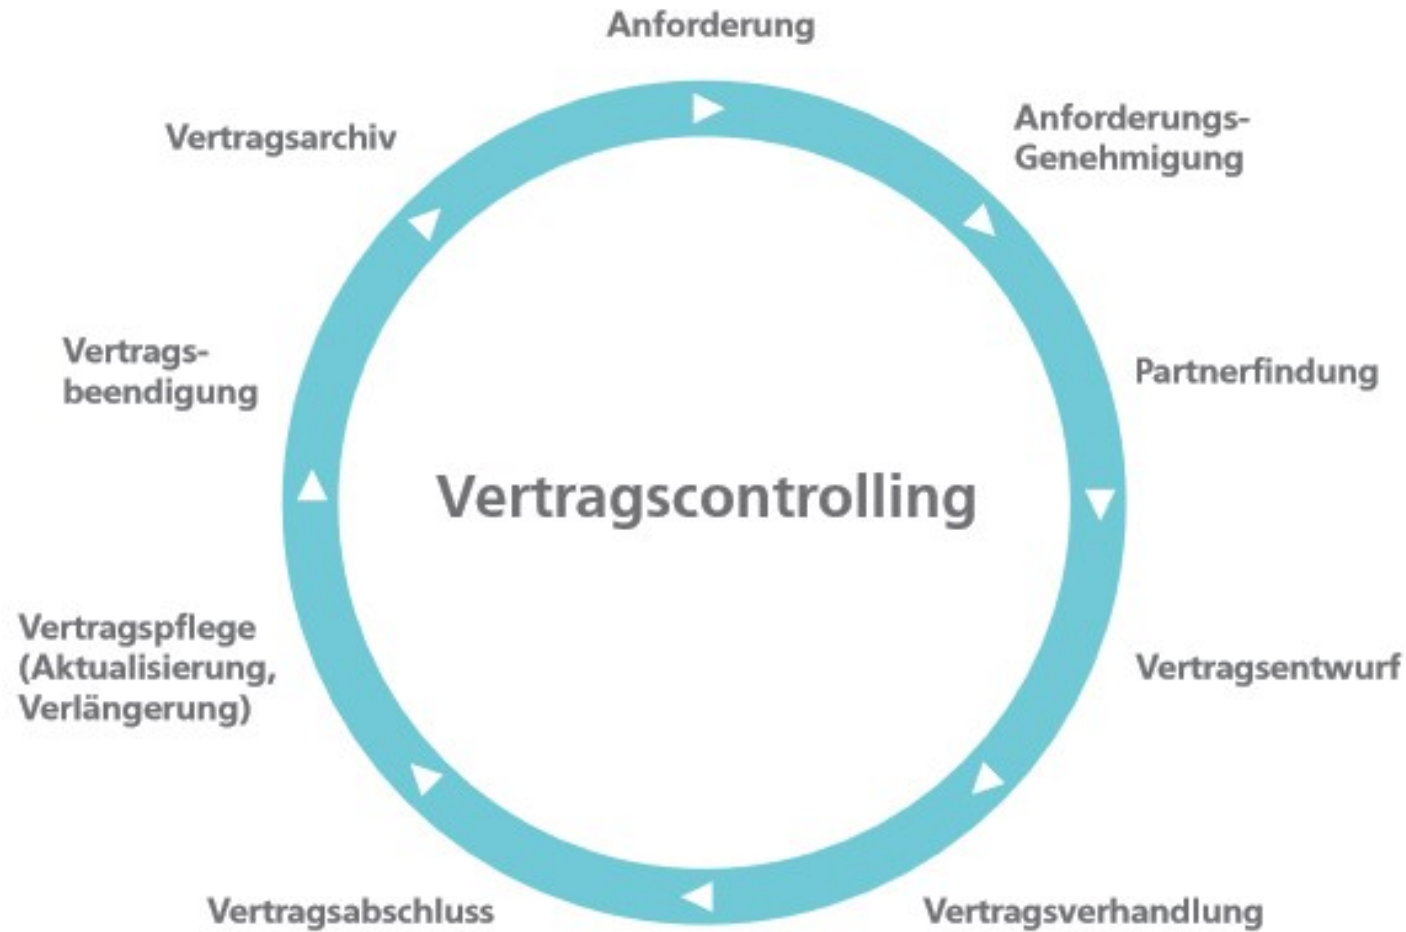 Anforderung
Anforderungs-
Genehmigung
Partnerfindung
Vertragsentwurf
Vertragsverhandlung
Vertragsabschluss
Vertragspflege
(Aktualisierung,
Verlängerung)
Vertrags-
beendigung
Vertragsarchiv
Vertragscontrolling